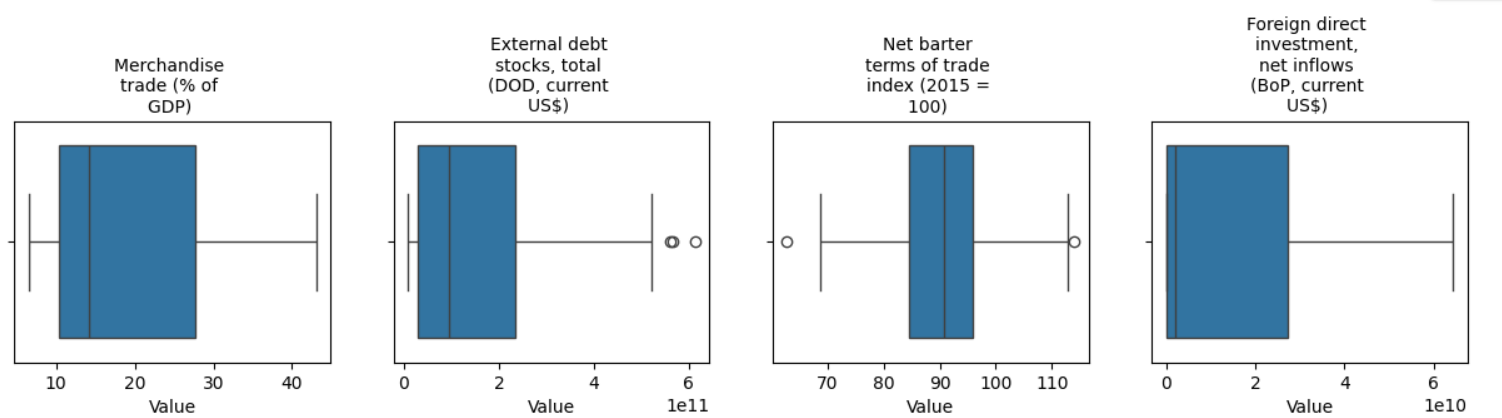 Merchandise
trade (% of
GDP)
10 20 30 40
Value
External debt
stocks, total
(DOD, current
US$)
0 2 4 6
1e11
Value
Net barter
terms of trade
index (2015 =
100)
70 80 90 100 110
Value
Foreign direct
investment,
net inflows
(BoP, current
US$)
0 2 4 6
1e10
Value